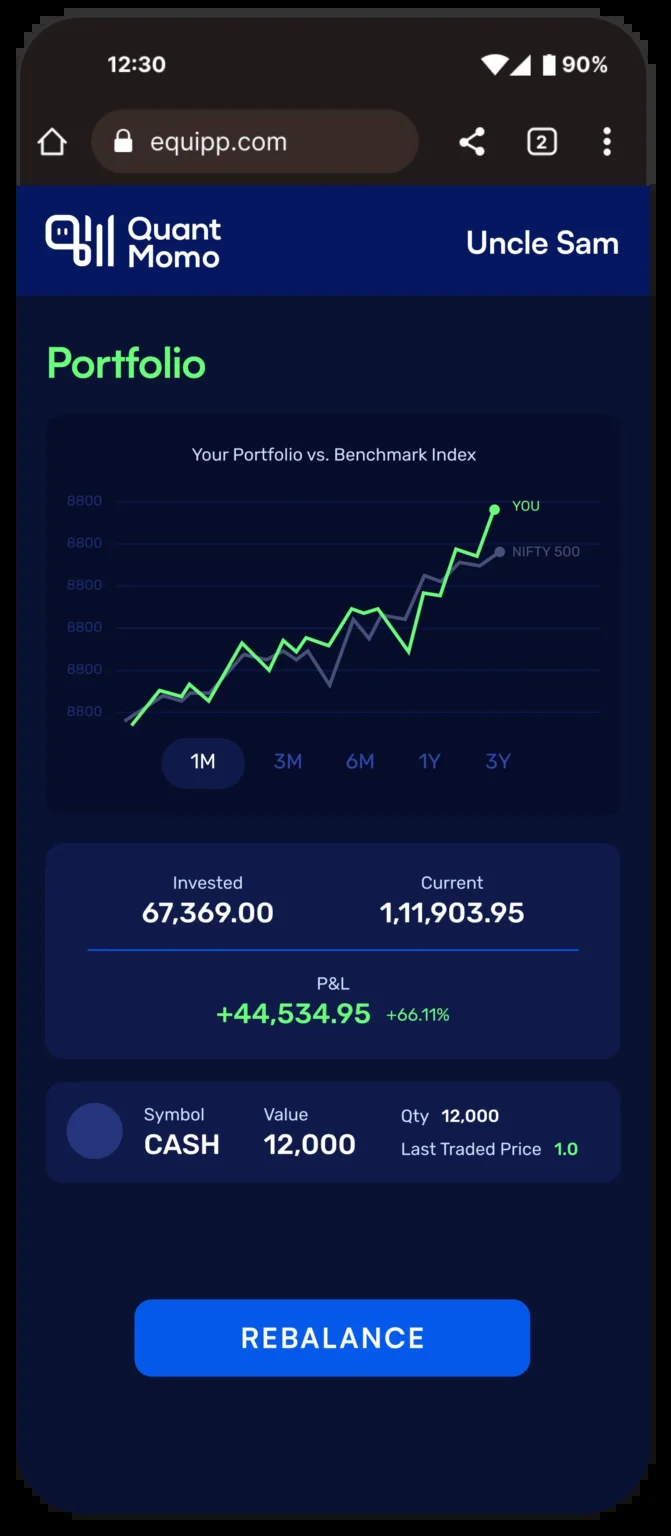 12:30 90%
equipp.com 2
Quant
Momo
Uncle Sam
Portfolio
Your Portfolio vs. Benchmark Index
8800
8800
8800
8800
8800
8800
YOU
NIFTY 500
1M 3M 6M 1Y 3Y
Invested Current
67,369.00 1,11,903.95
P&L
+44,534.95 +66.11%
Symbol Value Qty 12,000
CASH 12,000 Last Traded Price 1.0
REBALANCE